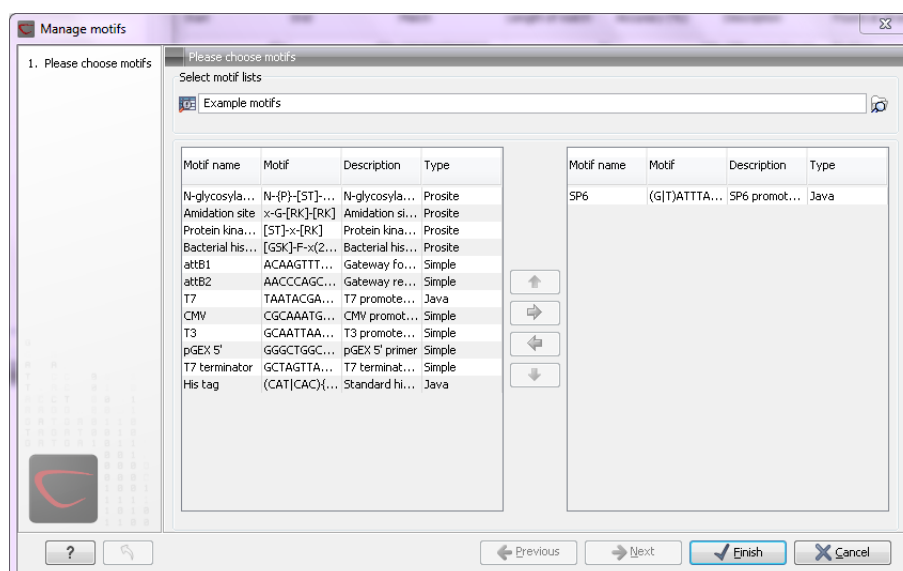 Manage motifs
1. Please choose motifs
Please choose motifs
Select motif lists
Example motifs
Motif name Motif Description Type
N-glycosyla... N-{P}-[ST]-... N-glycosyla... Prosite
Amidation site x-G-[RK]-[RK] Amidation si... Prosite
Protein kina... [ST]-x-[RK] Protein kina... Prosite
Bacterial his... [GSK]-F-x(2... Bacterial his... Prosite
attB1 ACAAGTTT... Gateway fo... Simple
attB2 AACCCAGC... Gateway re... Simple
T7 TAATACGA... T7 promote... Java
CMV CGCAAATG... CMV promot... Simple
T3 GCAATTAA... T3 promote... Simple
pGEX 5' GGGCTGGC... pGEX 5' primer Simple
T7 terminator GCTAGTTA... T7 terminat... Simple
His tag (CAT|CAC){... Standard hi... Java
Motif name Motif Description Type
SP6 (G|T)ATTTA... SP6 promot... Java
? Previous Next Finish Cancel